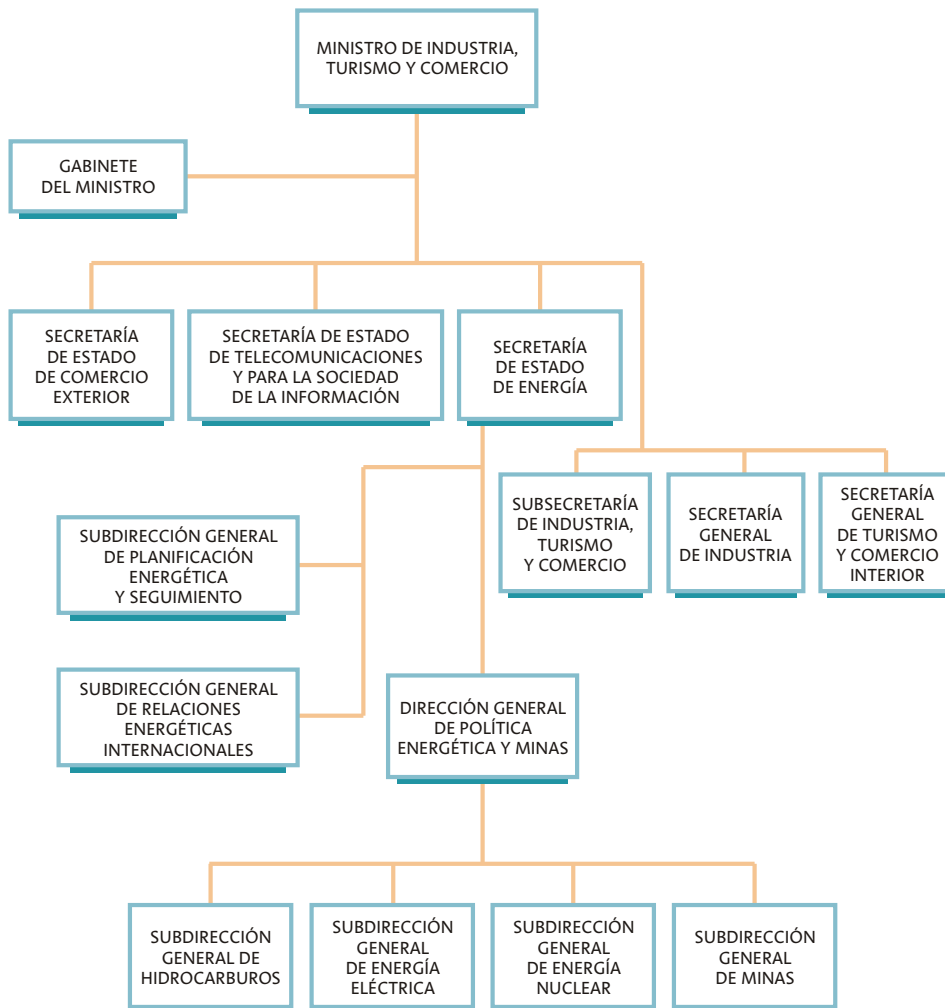 MINISTRO DE INDUSTRIA,
TURISMO Y COMERCIO
GABINETE
DEL MINISTRO
SECRETARÍA
DE ESTADO
DE COMERCIO
EXTERIOR
SECRETARÍA DE ESTADO
DE TELECOMUNICACIONES
Y PARA LA SOCIEDAD
DE LA INFORMACIÓN
SECRETARÍA
DE ESTADO
DE ENERGÍA
SUBSECRETARÍA
DE INDUSTRIA,
TURISMO
Y COMERCIO
SECRETARÍA
GENERAL
DE INDUSTRIA
SECRETARÍA
GENERAL
DE TURISMO
Y COMERCIO
INTERIOR
SUBDIRECCIÓN GENERAL
DE PLANIFICACIÓN
ENERGÉTICA
Y SEGUIMIENTO
SUBDIRECCIÓN GENERAL
DE RELACIONES
ENERGÉTICAS
INTERNACIONALES
DIRECCIÓN GENERAL
DE POLÍTICA
ENERGÉTICA Y MINAS
SUBDIRECCIÓN
GENERAL DE
HIDROCARBUROS
SUBDIRECCIÓN
GENERAL
DE ENERGÍA
ELÉCTRICA
SUBDIRECCIÓN
GENERAL
DE ENERGÍA
NUCLEAR
SUBDIRECCIÓN
GENERAL
DE MINAS